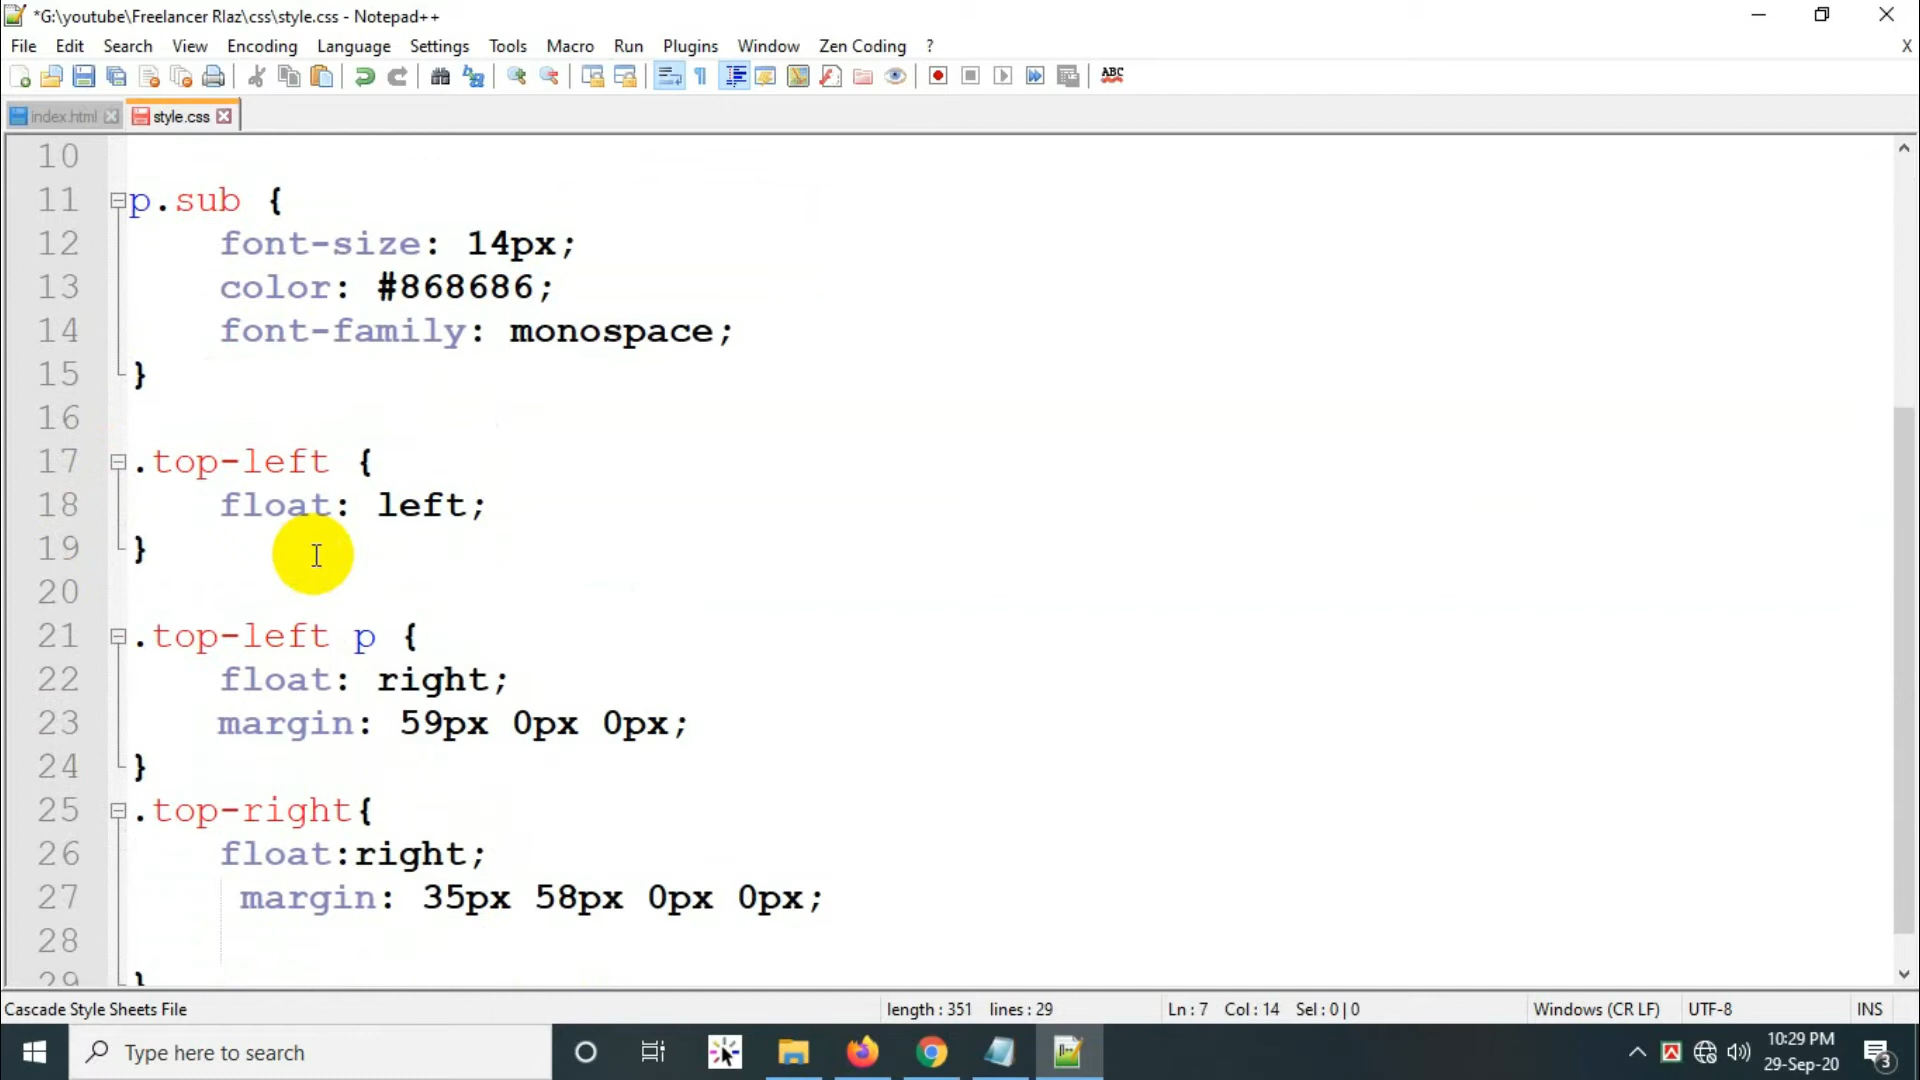 *G:\youtube\Freelancer Rlaz\css\style.css - Notepad++
File Edit Search View Encoding Language Settings Tools Macro Run Plugins Window Zen Coding ? X
ABC
index.html style.css
10
11 p.sub {
12 font-size: 14px;
13 color: #868686;
14 font-family: monospace;
15 }
16
17 .top-left {
18 float: left;
19 }
20
21 .top-left p {
22 float: right;
23 margin: 59px 0px 0px;
24 }
25 .top-right{
26 float:right;
27 margin: 35px 58px 0px 0px;
28
29 }
Cascade Style Sheets File length : 351 lines : 29 Ln : 7 Col : 14 Sel : 0 | 0 Windows (CR LF) UTF-8 INS
Type here to search
10:29 PM
29-Sep-20
3